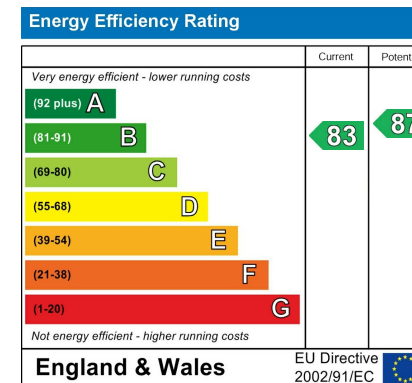 Energy Efficiency Rating
Current Potent
Very energy efficient - lower running costs
(92 plus) A
(81-91) B
83
87
(69-80) C
(55-68) D
(39-54) E
(21-38) F
(1-20) G
Not energy efficient - higher running costs
England & Wales
EU Directive
2002/91/EC